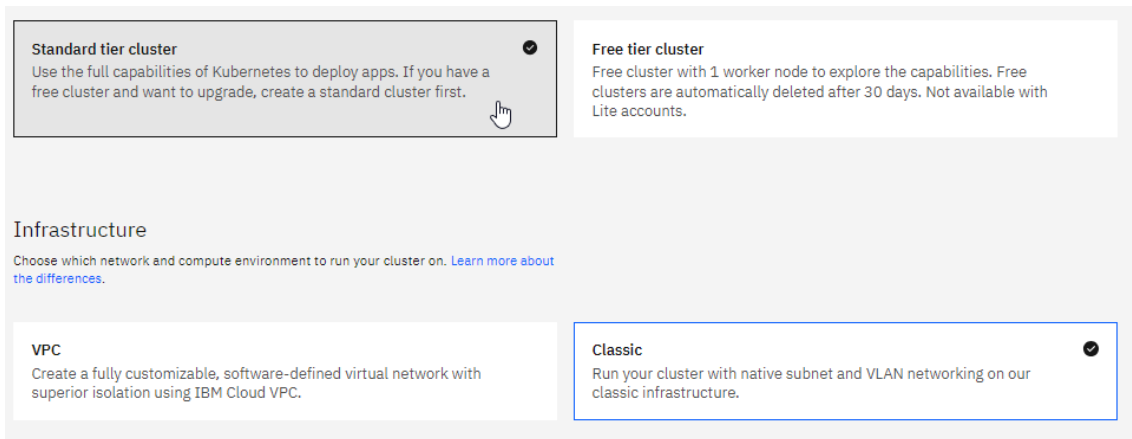 Standard tier cluster
Use the full capabilities of Kubernetes to deploy apps. If you have a
free cluster and want to upgrade, create a standard cluster first.
Free tier cluster
Free cluster with 1 worker node to explore the capabilities. Free
clusters are automatically deleted after 30 days. Not available with
Lite accounts.
Infrastructure
Choose which network and compute environment to run your cluster on. Learn more about
the differences.
VPC
Create a fully customizable, software-defined virtual network with
superior isolation using IBM Cloud VPC.
Classic
Run your cluster with native subnet and VLAN networking on our
classic infrastructure.